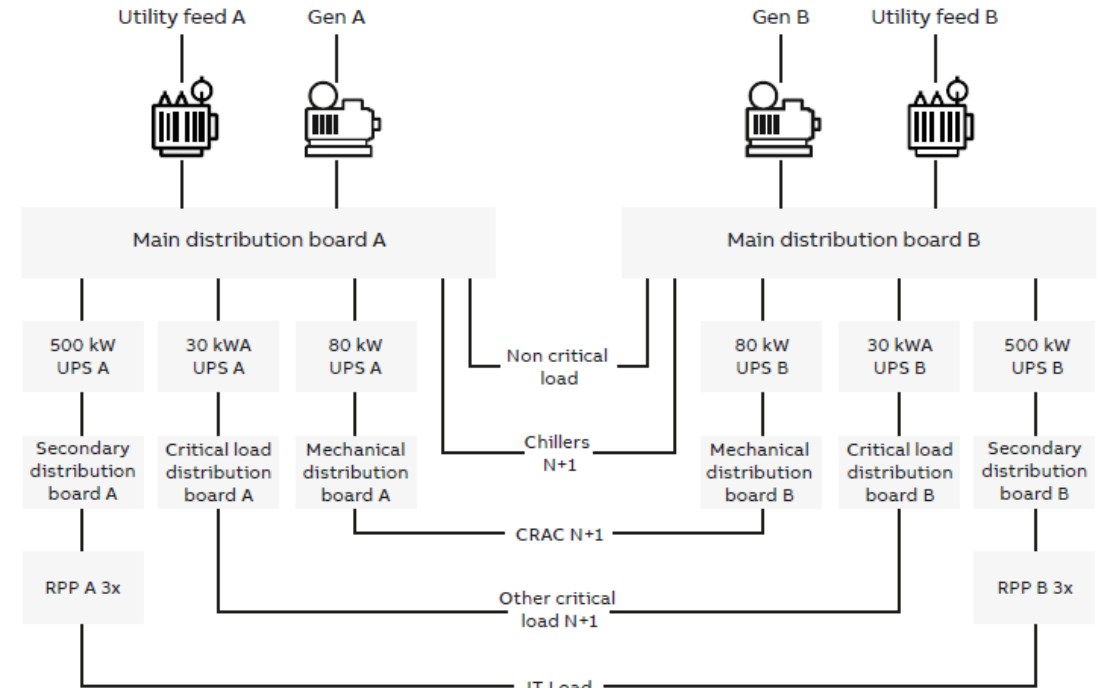 Utility feed A
Gen A
Gen B
Utility feed B
Main distribution board A
Main distribution board B
500 kW
UPS A
30 kWA
UPS A
80 kW
UPS A
Non critical
load
80 kW
UPS B
30 kWA
UPS B
500 kW
UPS B
Secondary
distribution
board A
Critical load
distribution
board A
Mechanical
distribution
board A
Chillers
N+1
Mechanical
distribution
board B
Critical load
distribution
board B
Secondary
distribution
board B
CRAC N+1
RPP A 3x
Other critical
load N+1
RPP B 3x
IT Load